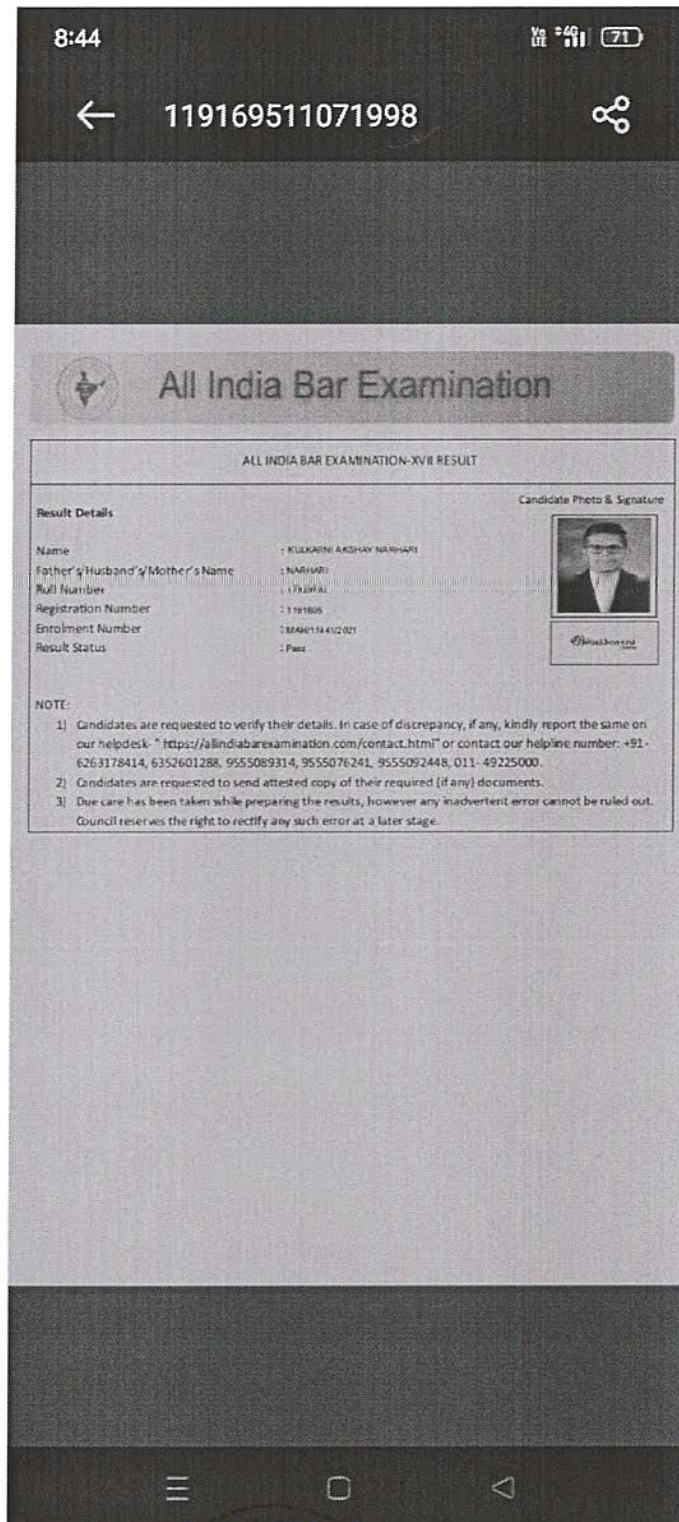 8:44
Vo LTE 4G 71
119169511071998
All India Bar Examination
ALL INDIA BAR EXAMINATION-XVII RESULT
Candidate Photo & Signature
Result Details
Name : KULKARNI AKSHAY NARHARI
Father's/Husband's/Mother's Name : NARHARI
Roll Number :
Registration Number :
Enrolment Number :
Result Status : Pass
NOTE:
1) Candidates are requested to verify their details. In case of discrepancy, if any, kindly report the same on
our helpdesk- " https://allindiabarexamination.com/contact.html" or contact our helpline number: +91-
6263178414, 6352601288, 9555089314, 9555076241, 9555092448, 011- 49225000.
2) Candidates are requested to send attested copy of their required (if any) documents.
3) Due care has been taken while preparing the results, however any inadvertent error cannot be ruled out.
Council reserves the right to rectify any such error at a later stage.